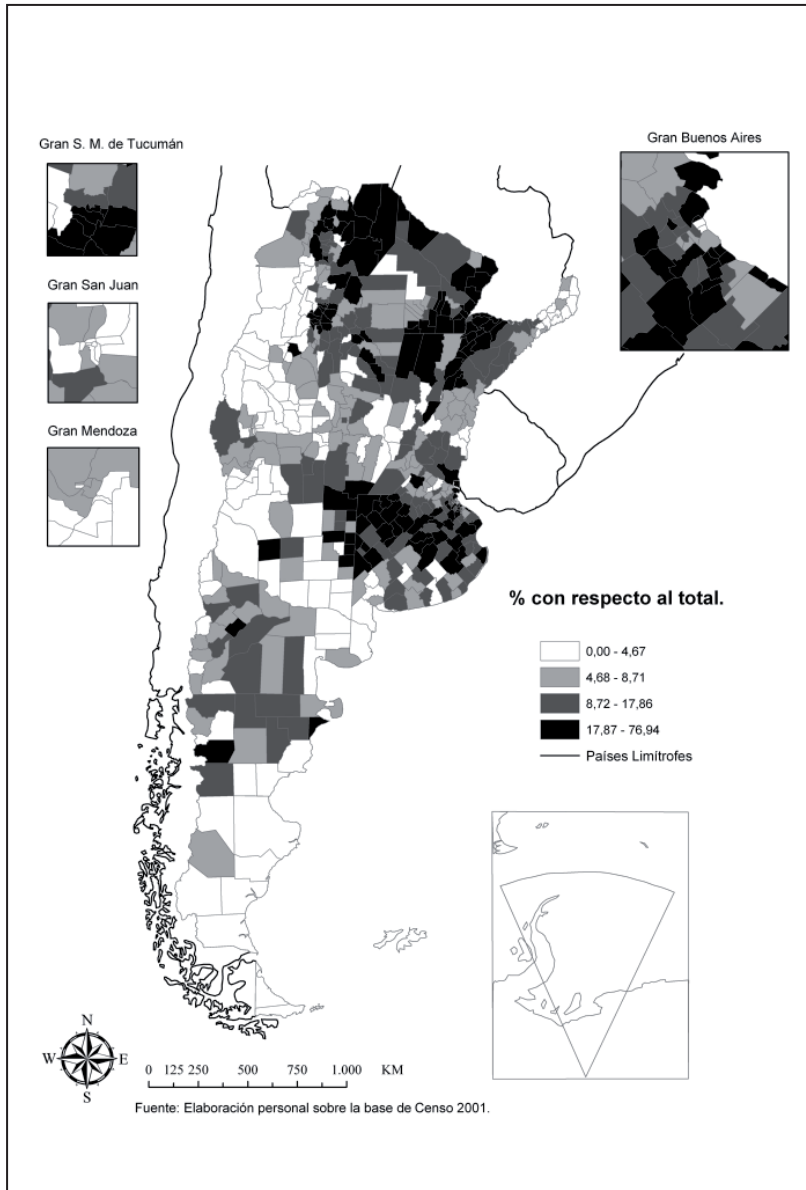 Gran S. M. de Tucumán
Gran Buenos Aires
Gran San Juan
Gran Mendoza
% con respecto al total.
0,00 - 4,67
4,68 - 8,71
8,72 - 17,86
17,87 - 76,94
Países Limítrofes
N
W E
S
0 125 250 500 750 1.000 KM
Fuente: Elaboración personal sobre la base de Censo 2001.